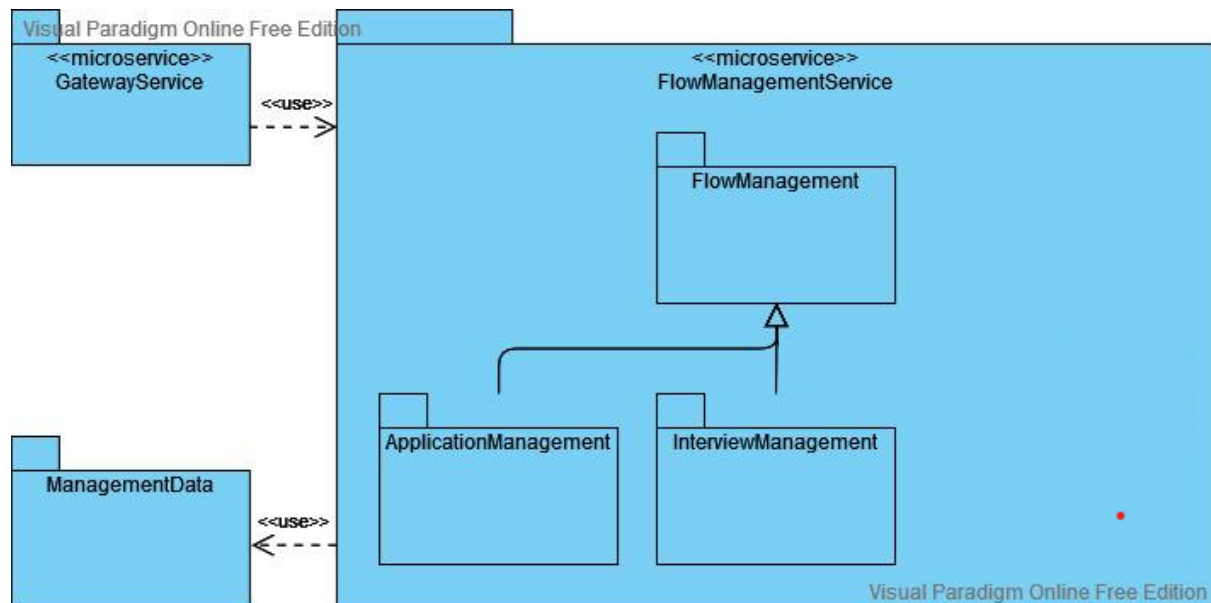 Visual Paradigm Online Free Edition
<<microservice>>
GatewayService
<<use>>
<<microservice>>
FlowManagementService
FlowManagement
ApplicationManagement
InterviewManagement
ManagementData
<<use>>
Visual Paradigm Online Free Edition